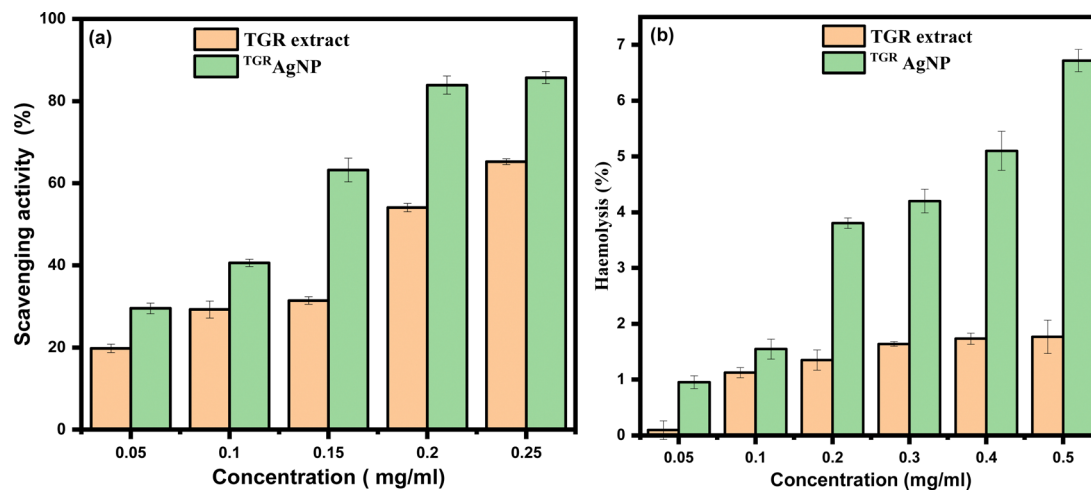 (a)
TGR extract
TGR AgNP
Scavenging activity (%)
100
80
60
40
20
0
0.05 0.1 0.15 0.2 0.25
Concentration ( mg/ml)
(b)
TGR extract
TGR AgNP
Haemolysis (%)
7
6
5
4
3
2
1
0
0.05 0.1 0.2 0.3 0.4 0.5
Concentration (mg/ml)